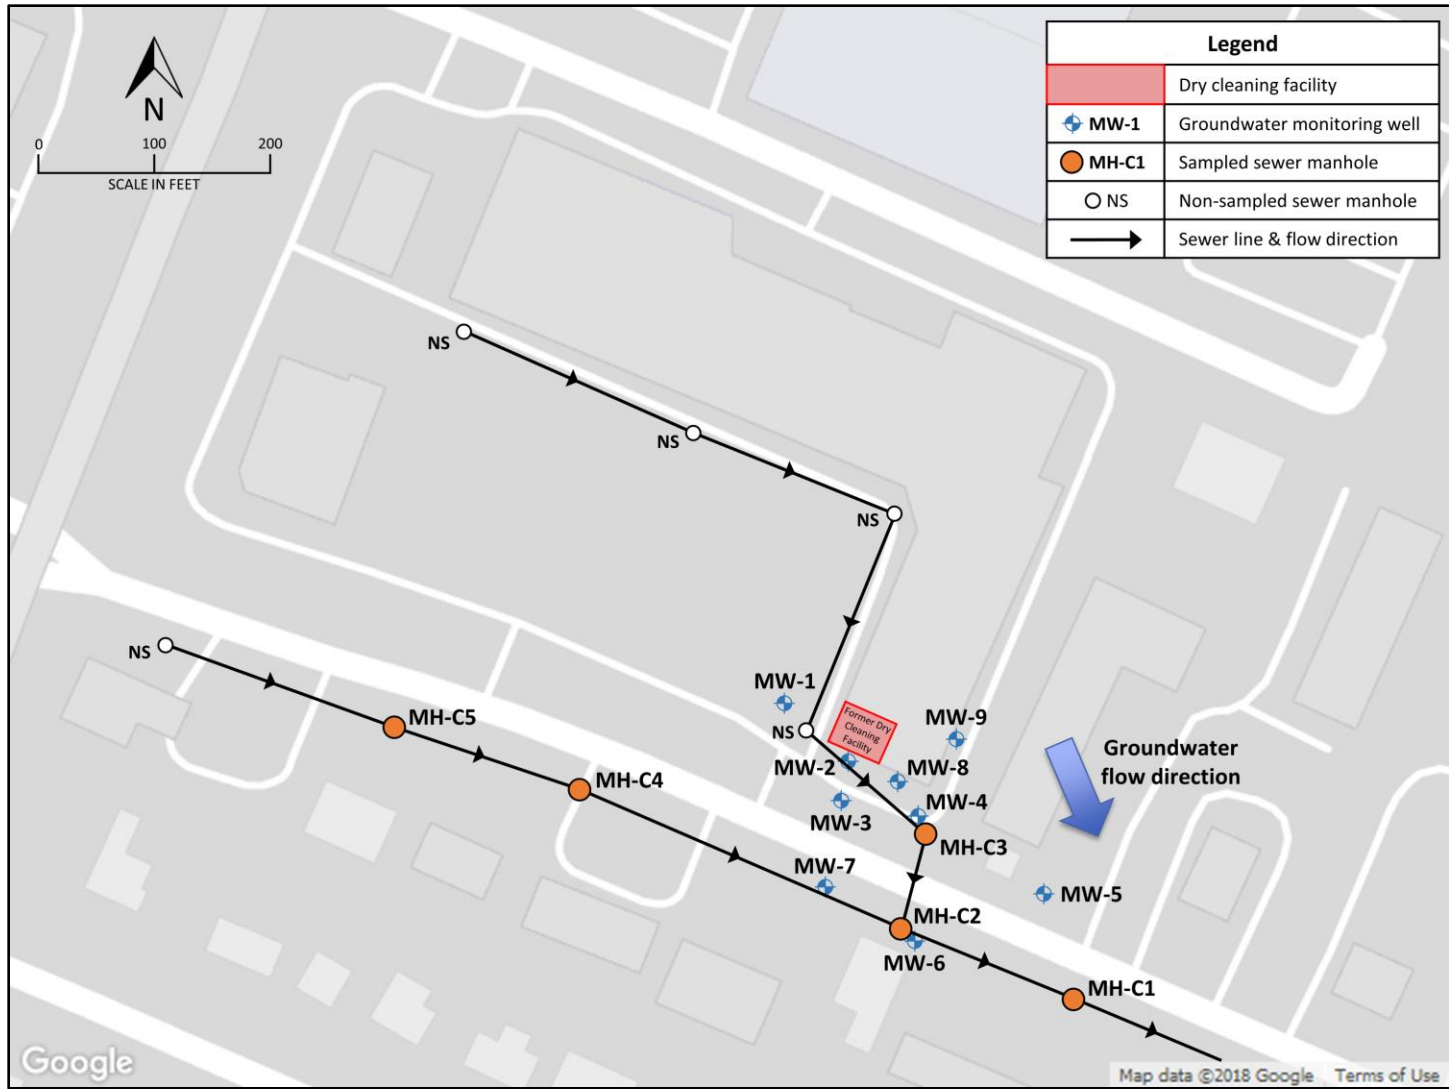 Legend
Dry cleaning facility
MW-1 Groundwater monitoring well
MH-C1 Sampled sewer manhole
NS Non-sampled sewer manhole
Sewer line & flow direction
N
0 100 200
SCALE IN FEET
NS
NS
NS
NS
MH-C5
MH-C4
MW-1
NS
Former Dry
Cleaning
Facility
MW-9
MW-2
MW-8
MW-3
MW-4
MH-C3
Groundwater
flow direction
MW-7
MW-5
MH-C2
MW-6
MH-C1
Google
Map data ©2018 Google Terms of Use